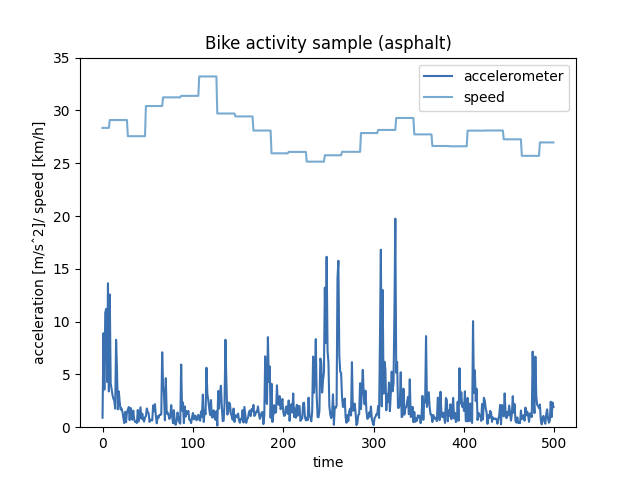 Bike activity sample (asphalt)
accelerometer
speed
acceleration [m/sˆ2]/ speed [km/h]
35
30
25
20
15
10
5
0
0 100 200 300 400 500
time